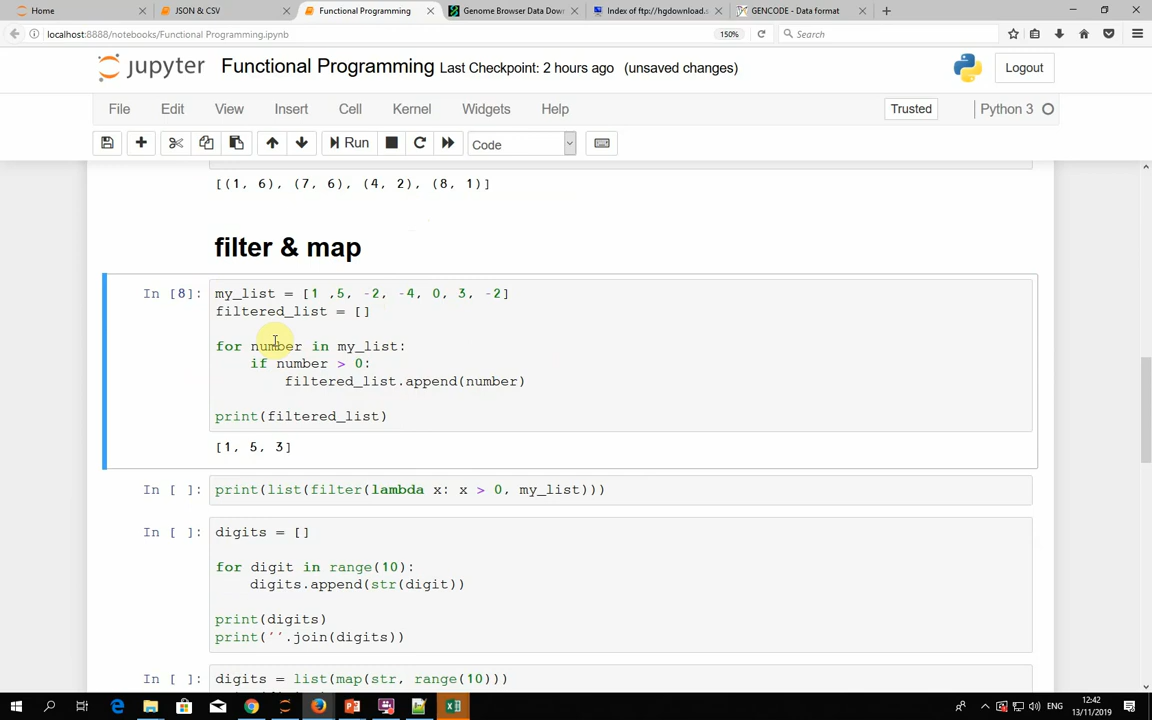 Home
JSON & CSV
Functional Programming
Genome Browser Data Dow
Index of ftp://hgdownload.s
GENCODE - Data format
localhost:8888/notebooks/Functional Programming.ipynb
150%
Search
jupyter Functional Programming Last Checkpoint: 2 hours ago (unsaved changes)
Logout
File Edit View Insert Cell Kernel Widgets Help
Trusted
Python 3
Run
Code
[(1, 6), (7, 6), (4, 2), (8, 1)]
filter & map
In [8]: my_list = [1 ,5, -2, -4, 0, 3, -2]
filtered_list = []
for number in my_list:
if number > 0:
filtered_list.append(number)
print(filtered_list)
[1, 5, 3]
In [ ]: print(list(filter(lambda x: x > 0, my_list)))
In [ ]: digits = []
for digit in range(10):
digits.append(str(digit))
print(digits)
print(''.join(digits))
In [ ]: digits = list(map(str, range(10)))
ENG
12:42
13/11/2019